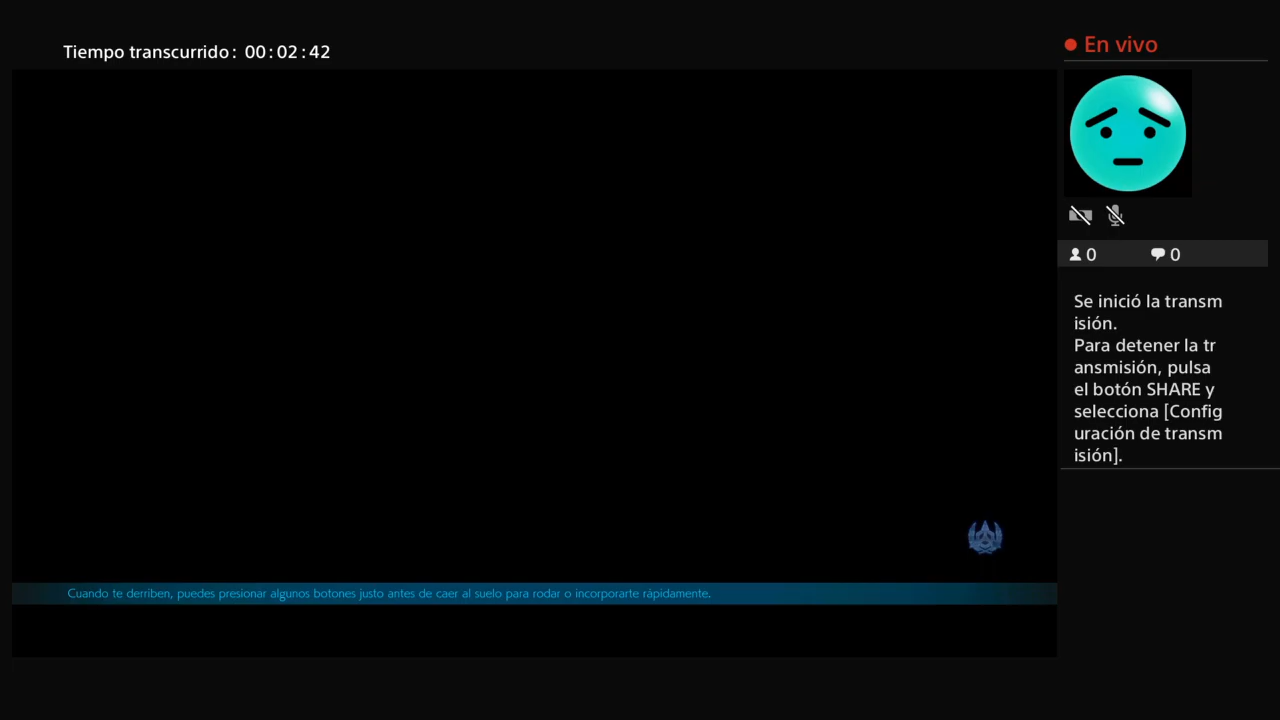 Tiempo transcurrido: 00:02:42
En vivo
0 0
Se inició la transm
isión.
Para detener la tr
ansmisión, pulsa
el botón SHARE y
selecciona [Config
uración de transm
isión].
Cuando te derriben, puedes presionar algunos botones justo antes de caer al suelo para rodar o incorporarte rápidamente.